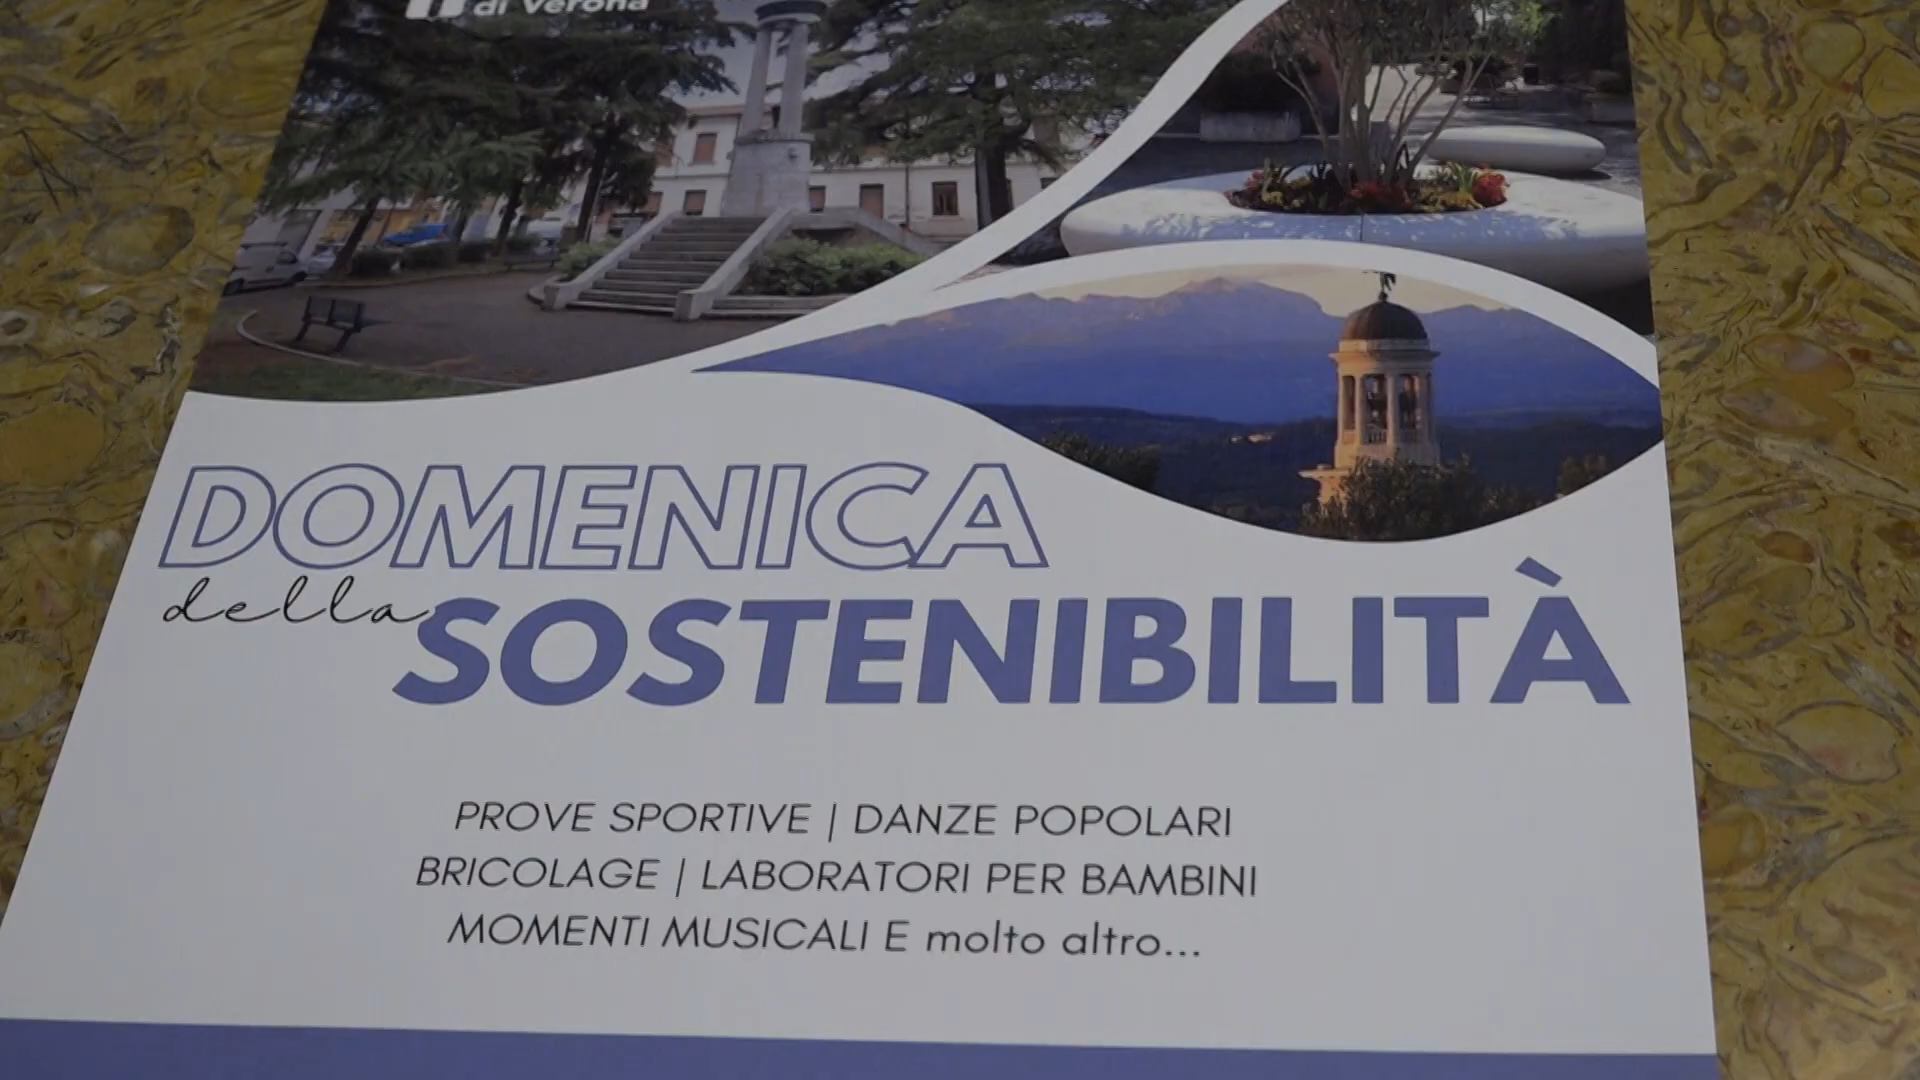 di Verona
DOMENICA
della SOSTENIBILITÀ
PROVE SPORTIVE | DANZE POPOLARI
BRICOLAGE | LABORATORI PER BAMBINI
MOMENTI MUSICALI E molto altro...